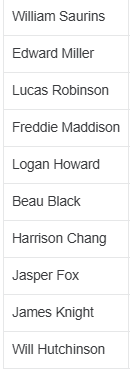 William Saurins
Edward Miller
Lucas Robinson
Freddie Maddison
Logan Howard
Beau Black
Harrison Chang
Jasper Fox
James Knight
Will Hutchinson